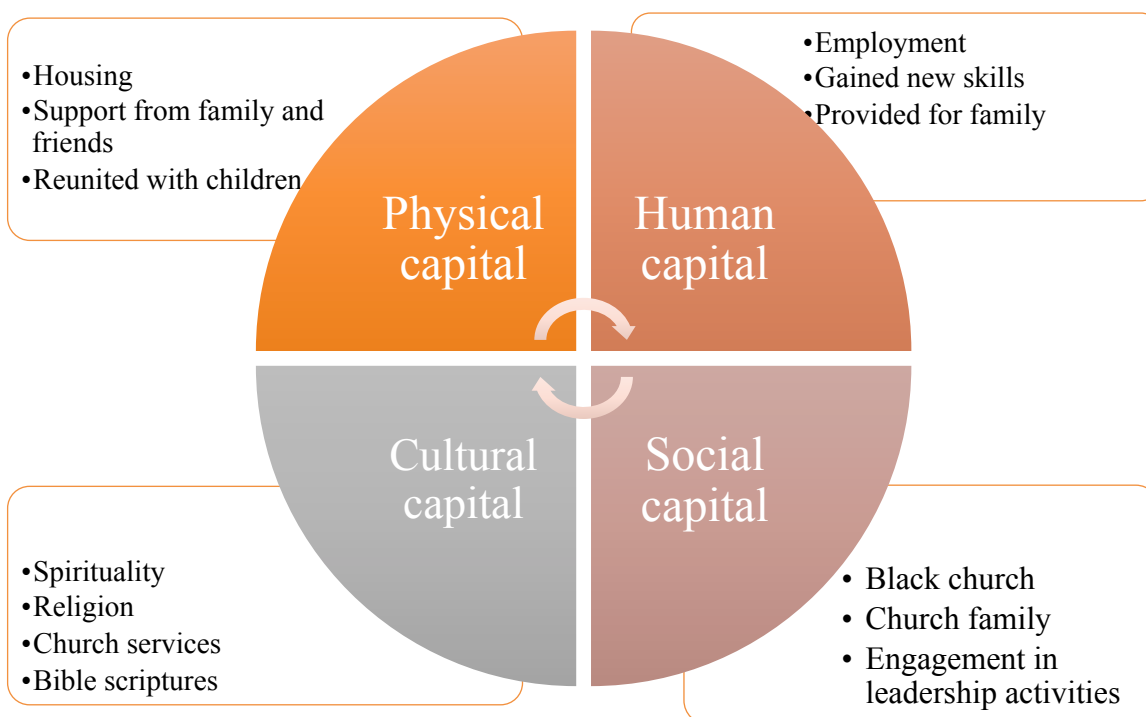 •Housing
•Support from family and
friends
•Reunited with children
Physical
capital
•Employment
•Gained new skills
•Provided for family
Human
capital
Cultural
capital
•Spirituality
•Religion
•Church services
•Bible scriptures
Social
capital
• Black church
• Church family
• Engagement in
leadership activities